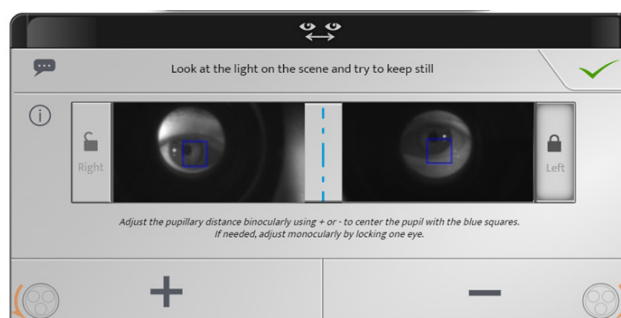 Look at the light on the scene and try to keep still
i
Right
Left
Adjust the pupillary distance binocularly using + or - to center the pupil with the blue squares.
If needed, adjust monocularly by locking one eye.
+ −